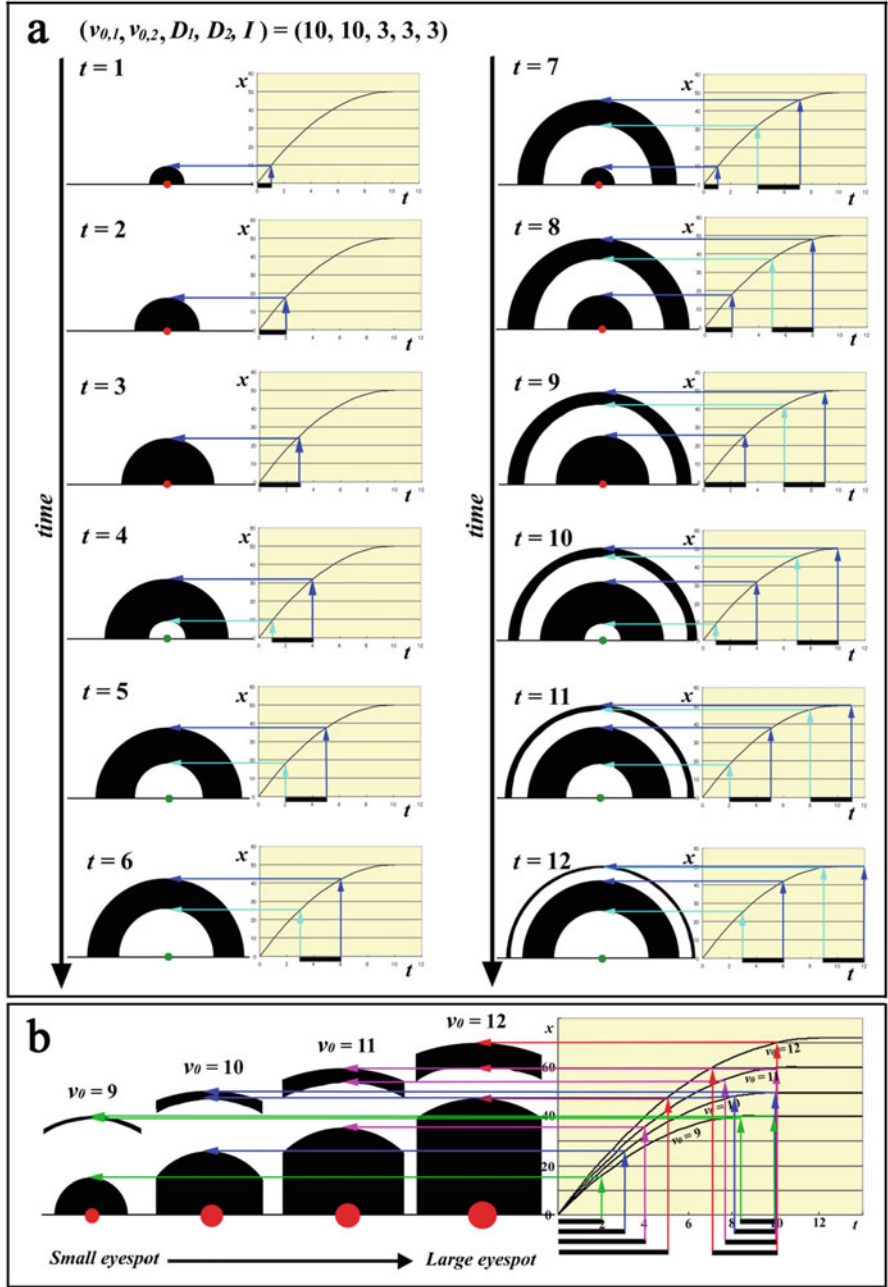 a
(v0,1, v0,2, D1, D2, I ) = (10, 10, 3, 3, 3)
time
t = 1
x
t
t = 2
x
t
t = 3
x
t
t = 4
x
t
t = 5
x
t
t = 6
x
t
time
t = 7
x
t
t = 8
x
t
t = 9
x
t
t = 10
x
t
t = 11
x
t
t = 12
x
t
b
v0 = 9
v0 = 10
v0 = 11
v0 = 12
x
60
40
20
0
v0 = 12
v0 = 11
v0 = 10
v0 = 9
2 4 6 8 10 12 t
Small eyespot
Large eyespot